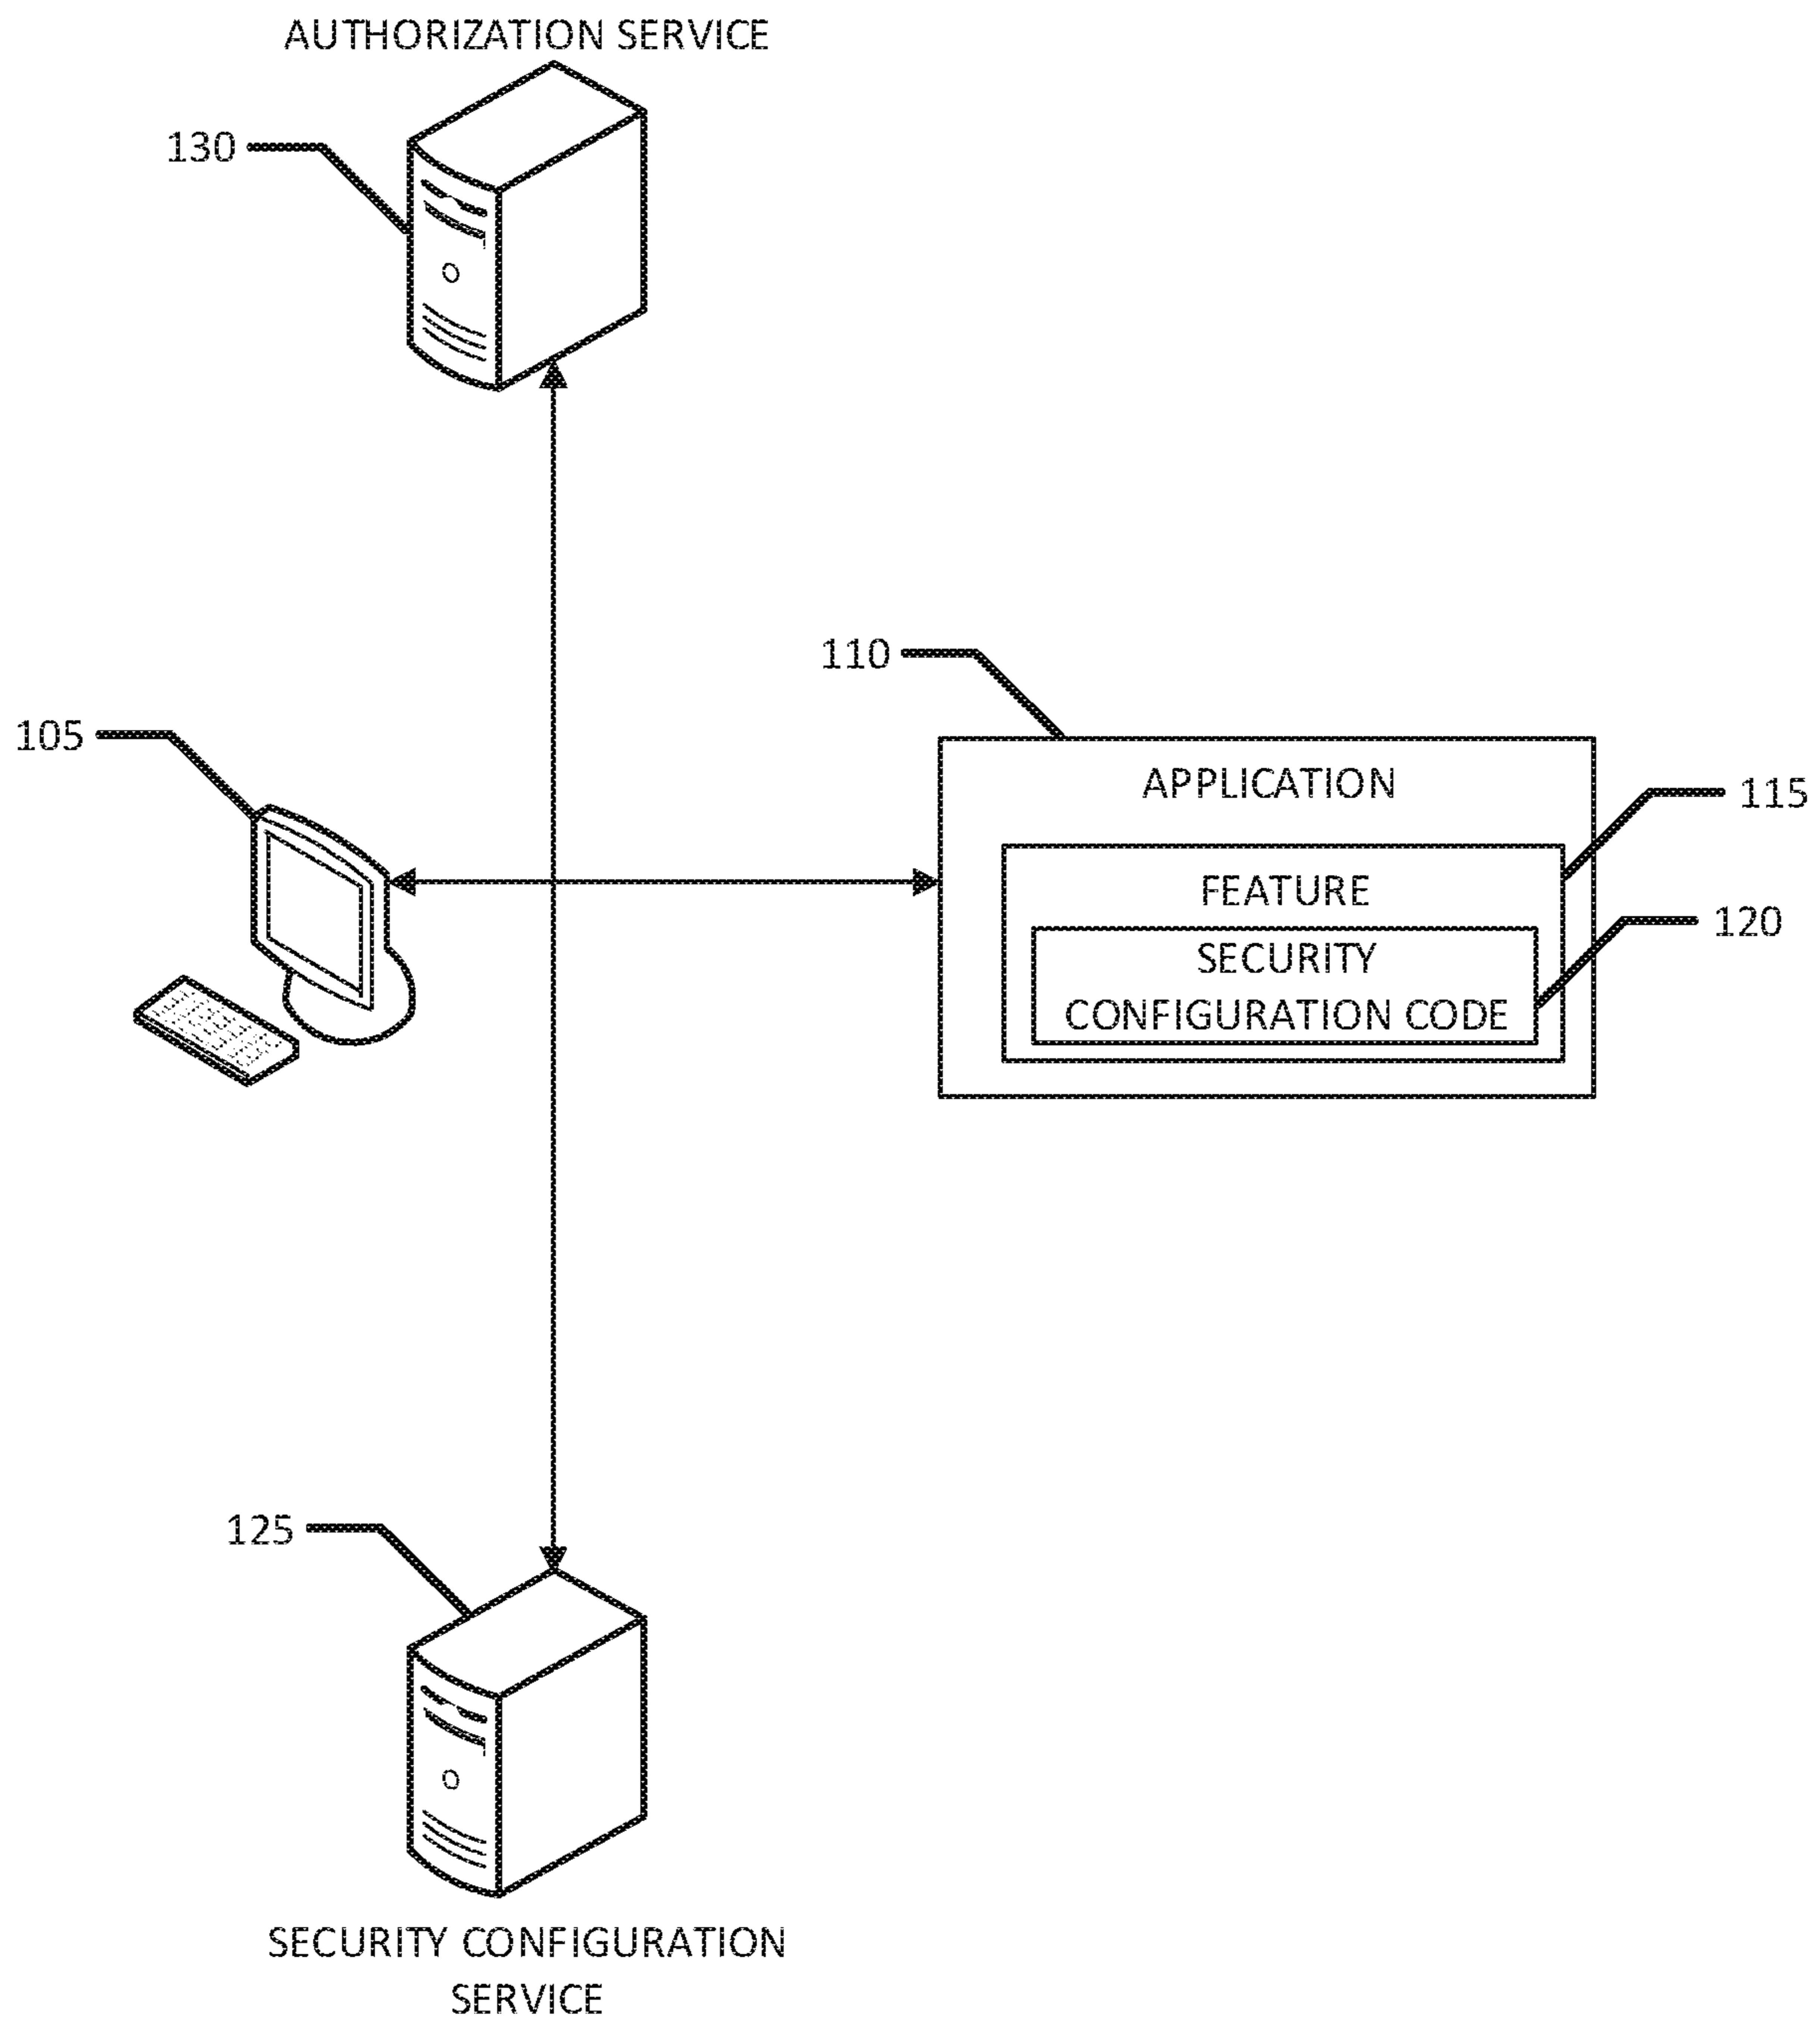 AUTHORIZATION SERVICE
130
110
105
APPLICATION
115
FEATURE
120
SECURITY
CONFIGURATION CODE
125
SECURITY CONFIGURATION
SERVICE